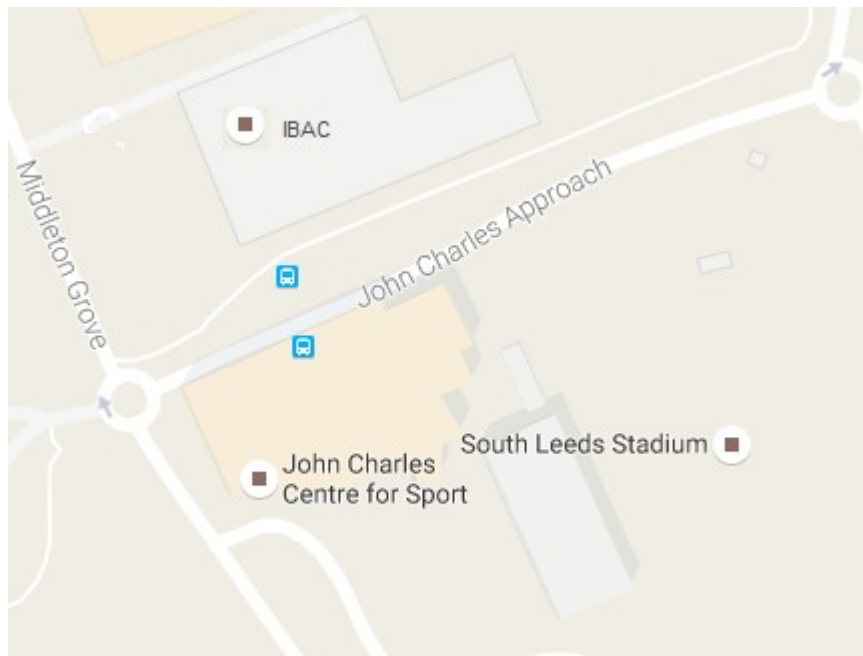 IBAC
Middleton Grove
John Charles Approach
South Leeds Stadium
John Charles
Centre for Sport